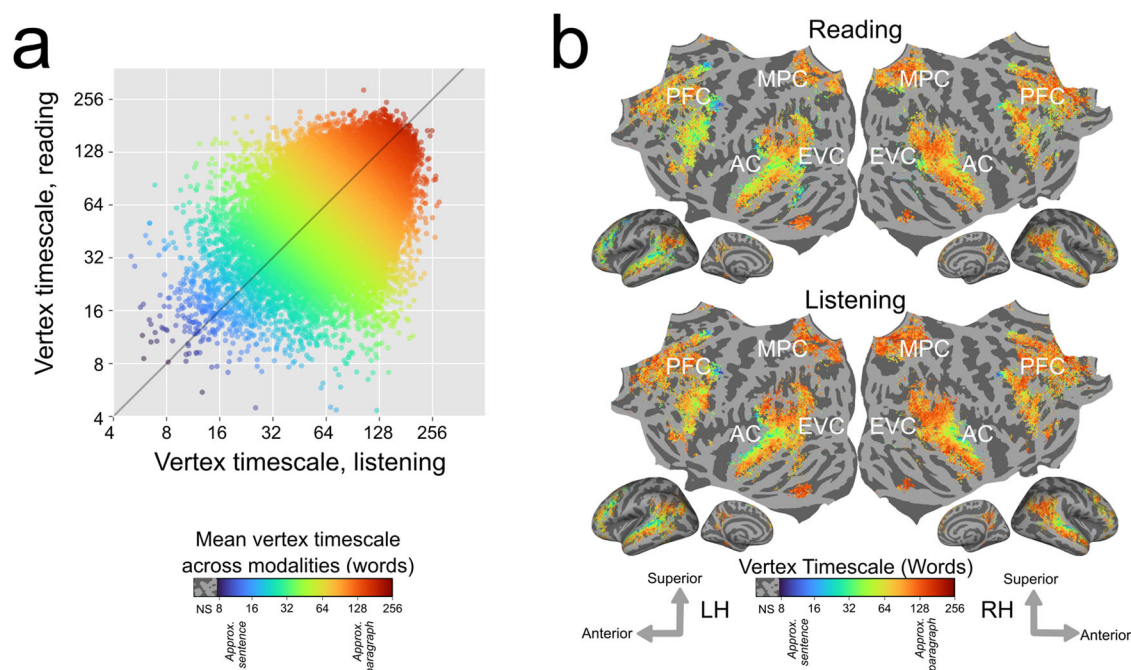 a
Vertex timescale, reading
256
128
64
32
16
8
4
4 8 16 32 64 128 256
Vertex timescale, listening
Mean vertex timescale
across modalities (words)
NS 8 16 32 64 128 256
Approx.
sentence
Approx.
paragraph
b
Reading
MPC MPC
PFC PFC
AC EVC EVC AC
Listening
MPC MPC
PFC PFC
AC EVC EVC AC
Vertex Timescale (Words)
NS 8 16 32 64 128 256
Approx.
sentence
Approx.
paragraph
Superior
Anterior
LH
Superior
RH
Anterior